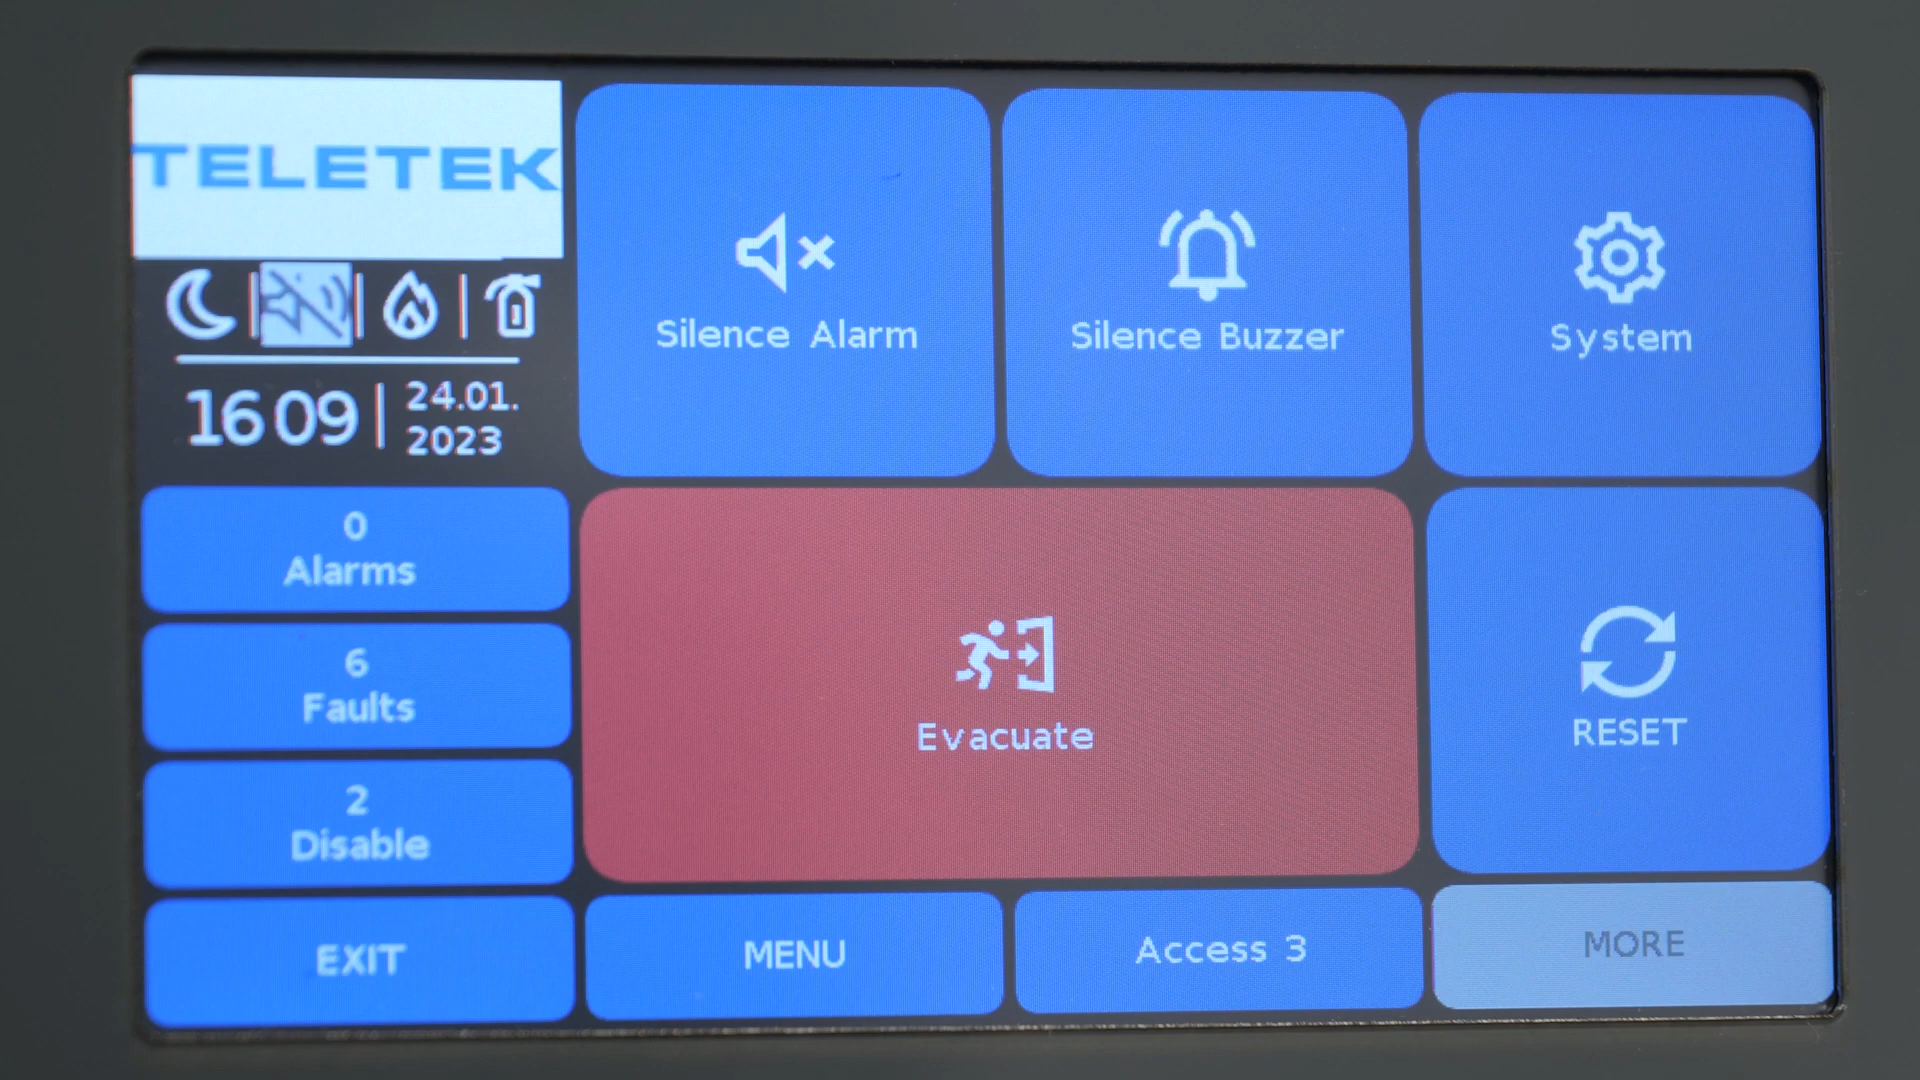 TELETEK
16 09
24.01.
2023
Silence Alarm
Silence Buzzer
System
0
Alarms
6
Faults
2
Disable
Evacuate
RESET
EXIT
MENU
Access 3
MORE